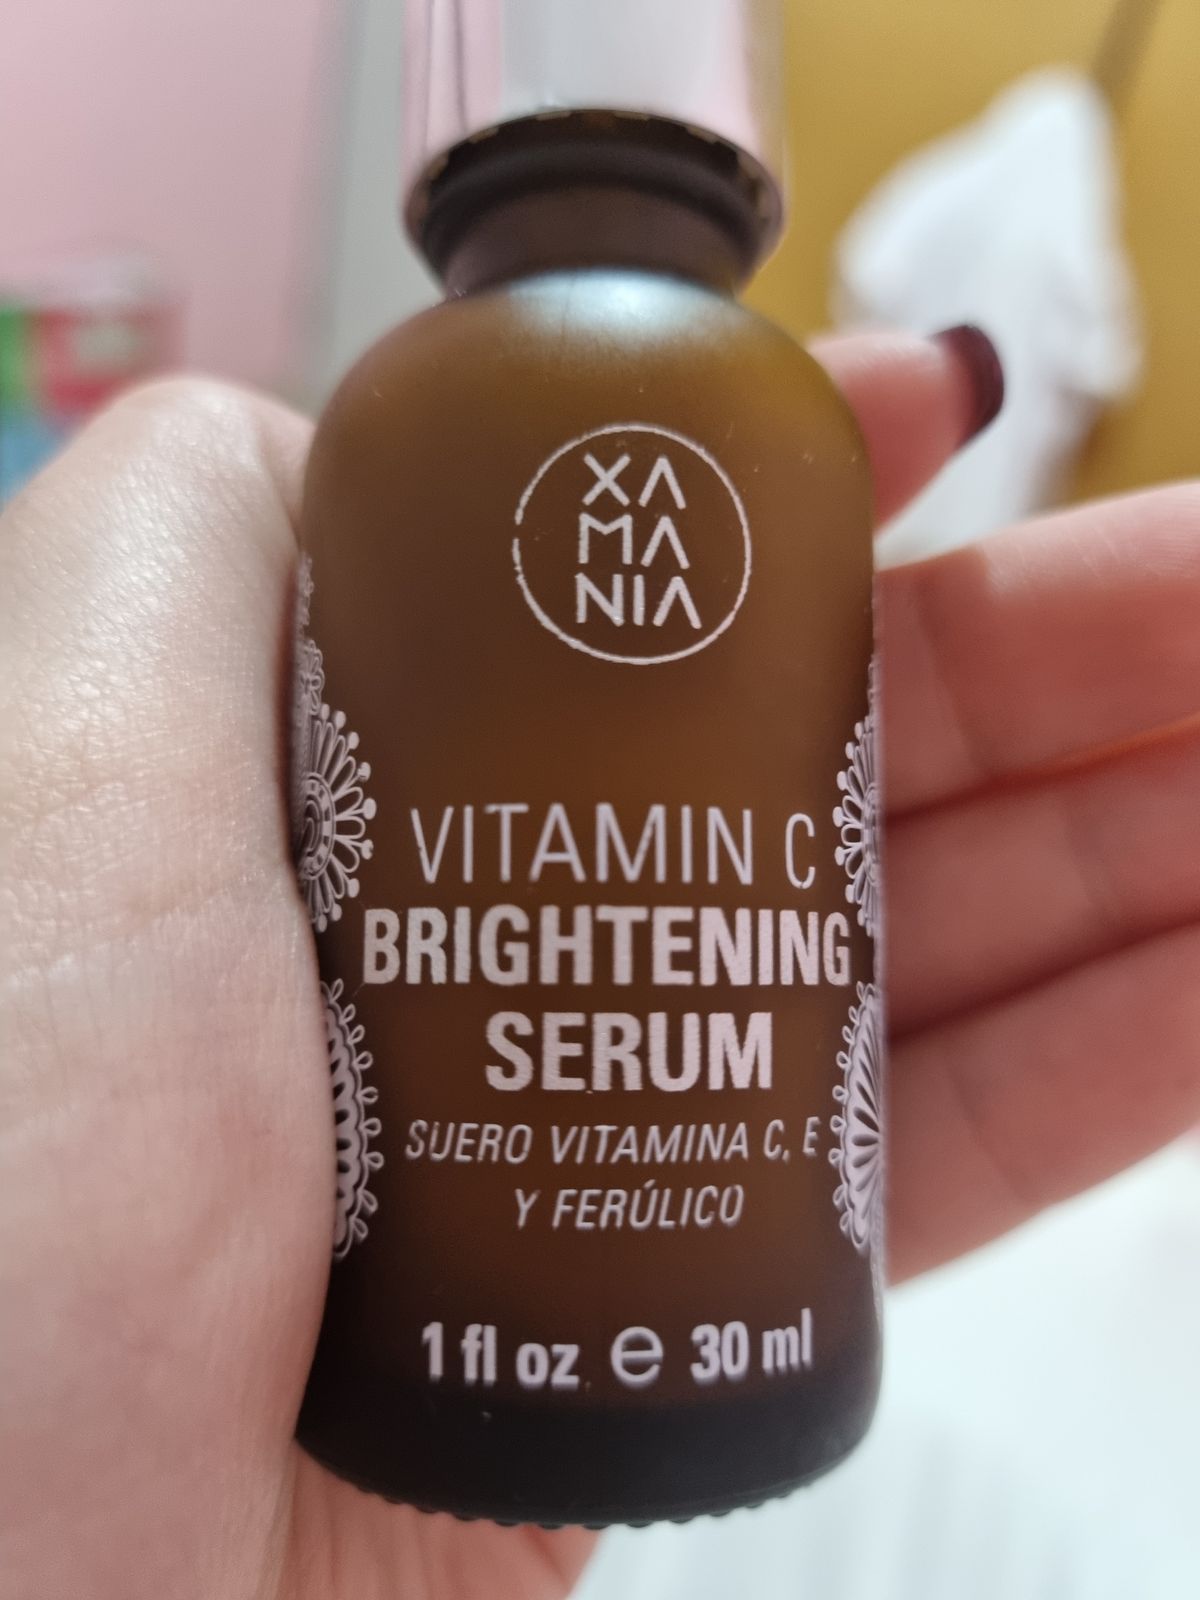 XA
MA
NIA
VITAMIN C
BRIGHTENING
SERUM
SUERO VITAMINA C, E
Y FERÚLICO
1 fl oz e 30 ml